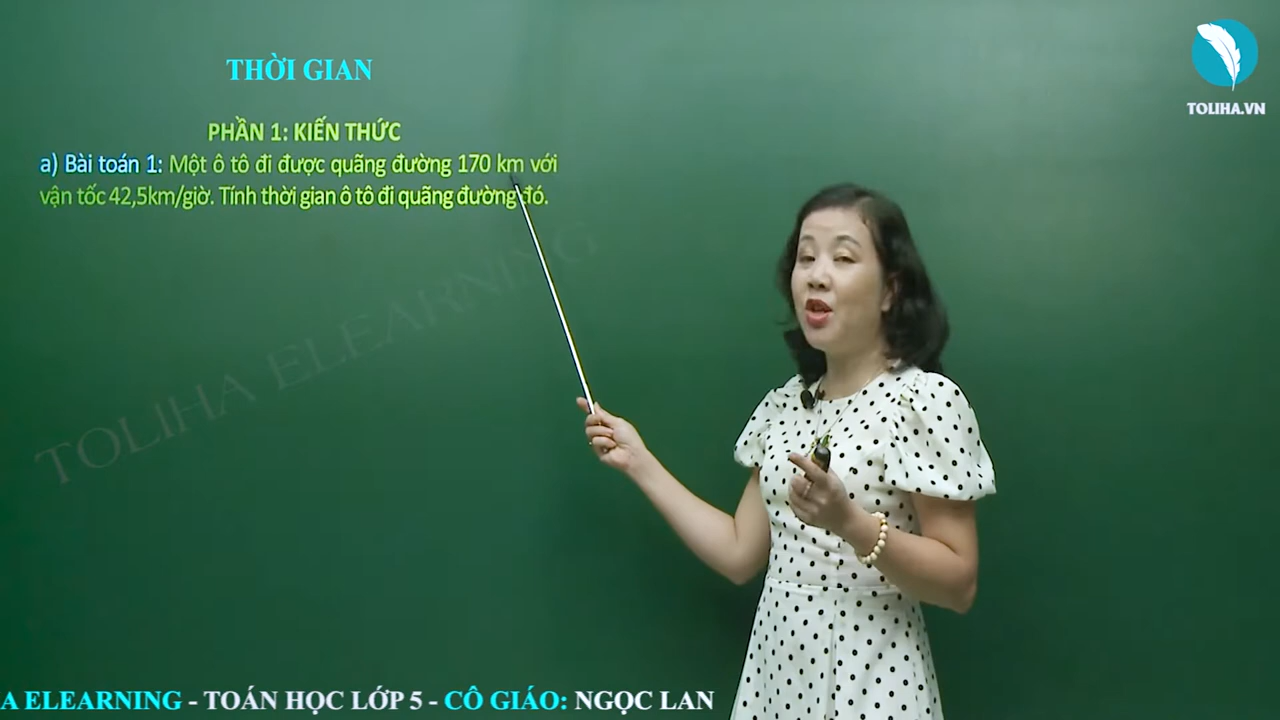 THỜI GIAN
TOLIHA.VN
PHẦN 1: KIẾN THỨC
a) Bài toán 1: Một ô tô đi được quãng đường 170 km với
vận tốc 42,5km/giờ. Tính thời gian ô tô đi quãng đường đó.
TOLIHA ELEARNING
A ELEARNING - TOÁN HỌC LỚP 5 - CÔ GIÁO: NGỌC LAN